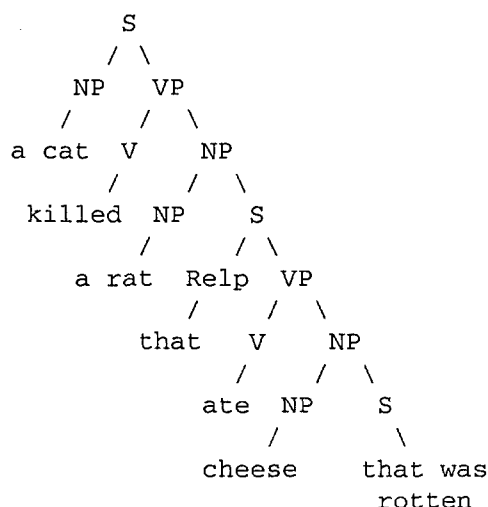 S
NP VP
a cat V NP
killed NP S
a rat Relp VP
that V NP
ate NP S
cheese that was
rotten